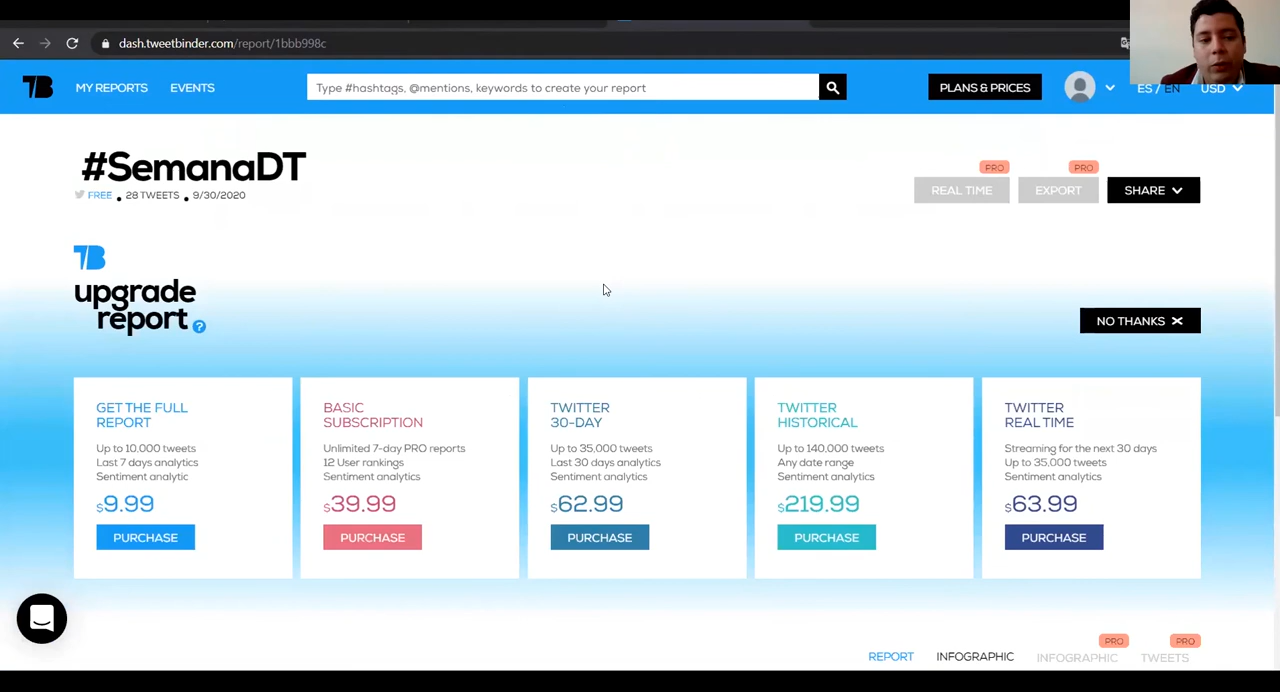 dash.tweetbinder.com/report/1bbb998c
TB MY REPORTS EVENTS Type #hashtags, @mentions, keywords to create your report PLANS & PRICES ES / EN USD
#SemanaDT
FREE • 28 TWEETS • 9/30/2020
PRO PRO
REAL TIME EXPORT SHARE
TB
upgrade
report ?
NO THANKS ✕
GET THE FULL
REPORT
Up to 10,000 tweets
Last 7 days analytics
Sentiment analytic
$9.99
PURCHASE
BASIC
SUBSCRIPTION
Unlimited 7-day PRO reports
12 User rankings
Sentiment analytics
$39.99
PURCHASE
TWITTER
30-DAY
Up to 35,000 tweets
Last 30 days analytics
Sentiment analytics
$62.99
PURCHASE
TWITTER
HISTORICAL
Up to 140,000 tweets
Any date range
Sentiment analytics
$219.99
PURCHASE
TWITTER
REAL TIME
Streaming for the next 30 days
Up to 35,000 tweets
Sentiment analytics
$63.99
PURCHASE
PRO PRO
REPORT INFOGRAPHIC INFOGRAPHIC TWEETS